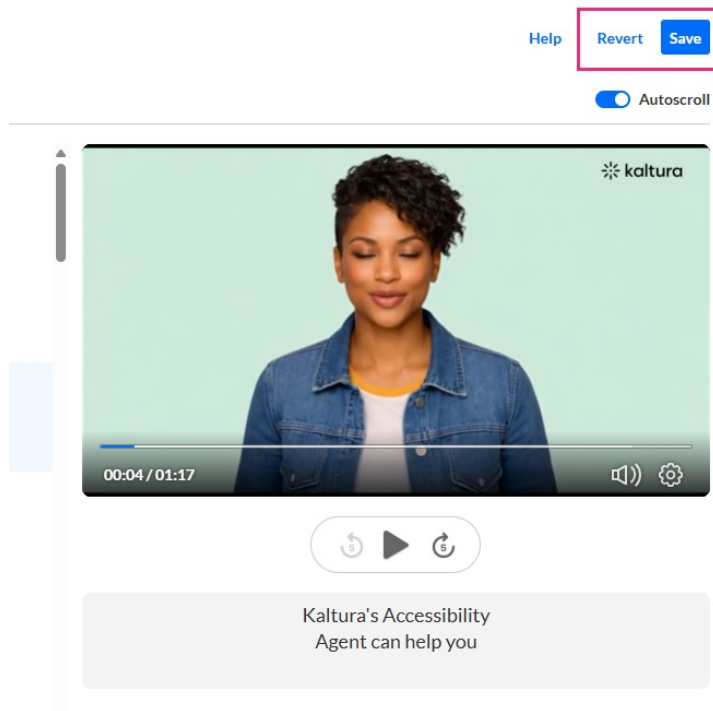 Help Revert Save
Autoscroll
kaltura
00:04 / 01:17
5 5
Kaltura's Accessibility
Agent can help you